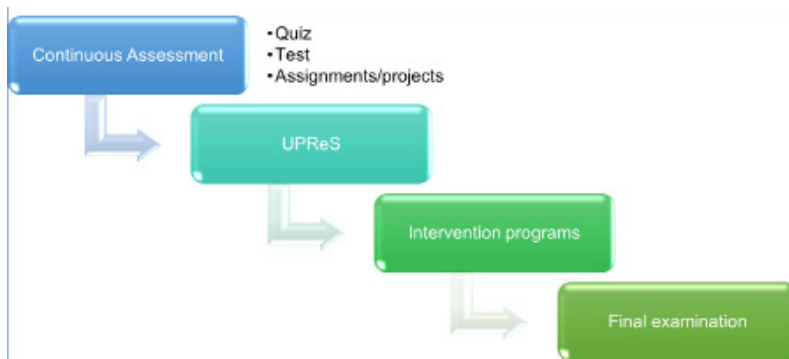 Continuous Assessment
•Quiz
•Test
•Assignments/projects
UPReS
Intervention programs
Final examination